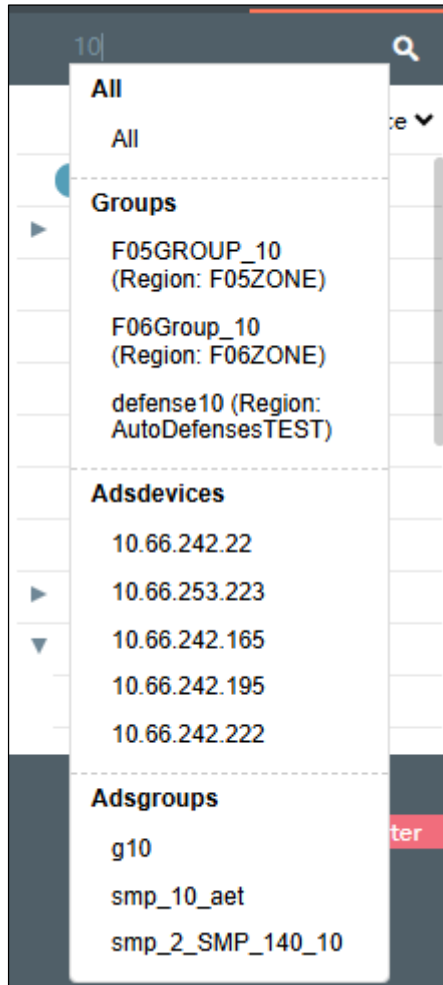 10
All
All
Groups
F05GROUP_10
(Region: F05ZONE)
F06Group_10
(Region: F06ZONE)
defense10 (Region:
AutoDefensesTEST)
Adsdevices
10.66.242.22
10.66.253.223
10.66.242.165
10.66.242.195
10.66.242.222
Adsgroups
g10
smp_10_aet
smp_2_SMP_140_10